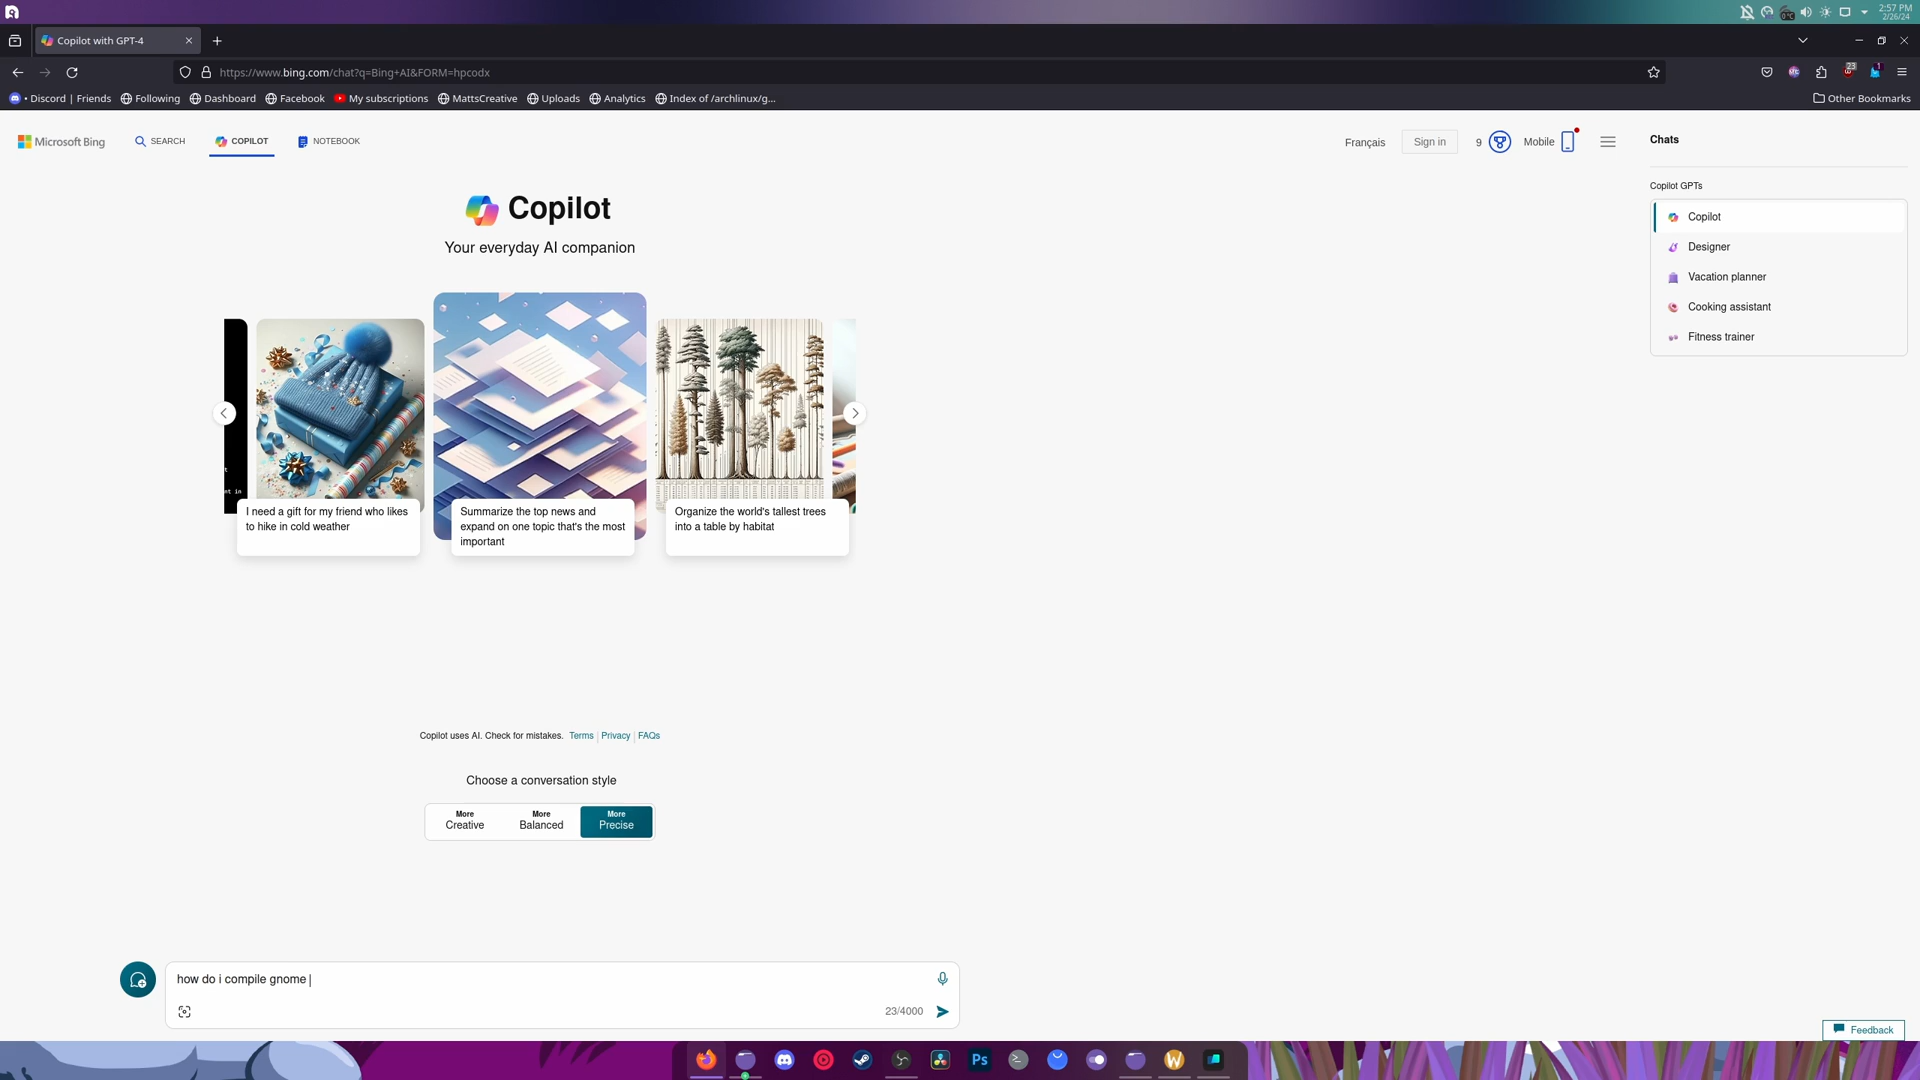 2:57 PM
2/26/24
Copilot with GPT-4
https://www.bing.com/chat?q=Bing+AI&FORM=hpcodx
23
1
• Discord | Friends
Following
Dashboard
Facebook
My subscriptions
MattsCreative
Uploads
Analytics
Index of /archlinux/g...
Other Bookmarks
Microsoft Bing
SEARCH
COPILOT
NOTEBOOK
Français
Sign in
9
Mobile
Chats
Copilot GPTs
Copilot
Designer
Vacation planner
Cooking assistant
Fitness trainer
Copilot
Your everyday AI companion
I need a gift for my friend who likes
to hike in cold weather
Summarize the top news and
expand on one topic that's the most
important
Organize the world's tallest trees
into a table by habitat
Copilot uses AI. Check for mistakes. Terms | Privacy | FAQs
Choose a conversation style
More
Creative
More
Balanced
More
Precise
how do i compile gnome
23/4000
Feedback
Ps
W